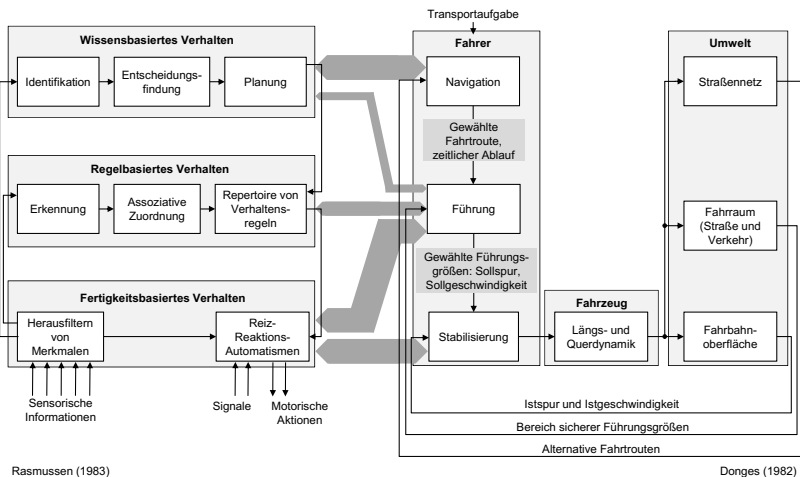 Transportaufgabe
Wissensbasiertes Verhalten
Identifikation
Entscheidungs-
findung
Planung
Regelbasiertes Verhalten
Erkennung
Assoziative
Zuordnung
Repertoire von
Verhaltens-
regeln
Fertigkeitsbasiertes Verhalten
Herausfiltern
von
Merkmalen
Reiz-
Reaktions-
Automatismen
Sensorische
Informationen
Signale
Motorische
Aktionen
Fahrer
Navigation
Gewählte
Fahrtroute,
zeitlicher Ablauf
Führung
Gewählte Führungs-
größen: Sollspur,
Sollgeschwindigkeit
Stabilisierung
Fahrzeug
Längs- und
Querdynamik
Umwelt
Straßennetz
Fahrraum
(Straße und
Verkehr)
Fahrbahn-
oberfläche
Istspur und Istgeschwindigkeit
Bereich sicherer Führungsgrößen
Alternative Fahrtrouten
Rasmussen (1983)
Donges (1982)